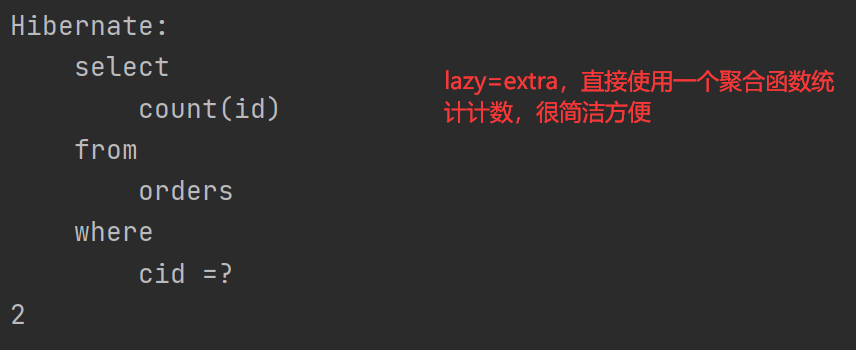 Hibernate:
select
lazy=extra，直接使用一个聚合函数统
count(id)
计计数，很简洁方便
from
orders
where
cid =?
2